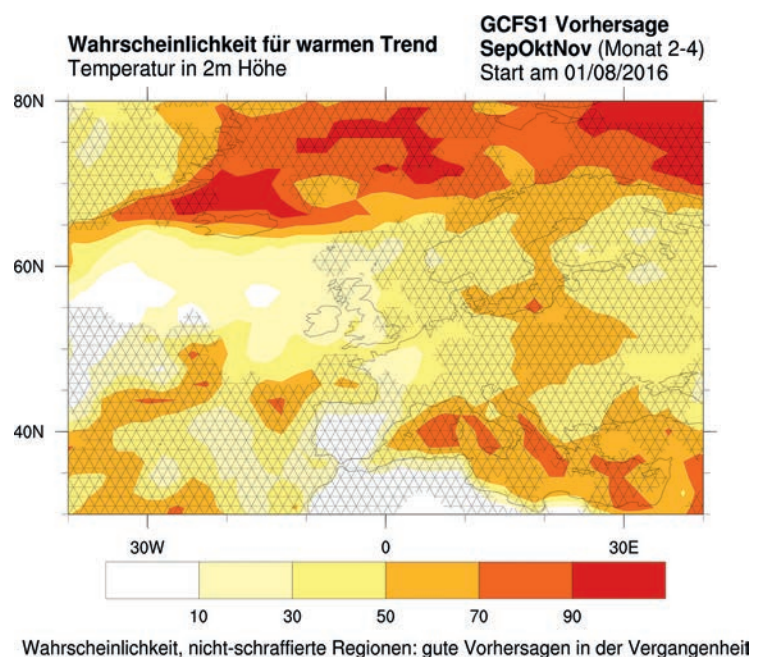 Wahrscheinlichkeit für warmen Trend
Temperatur in 2m Höhe
GCFS1 Vorhersage
SepOktNov (Monat 2-4)
Start am 01/08/2016
80N
60N
40N
30W
0
30E
10
30
50
70
90
Wahrscheinlichkeit, nicht-schraffierte Regionen: gute Vorhersagen in der Vergangenheit